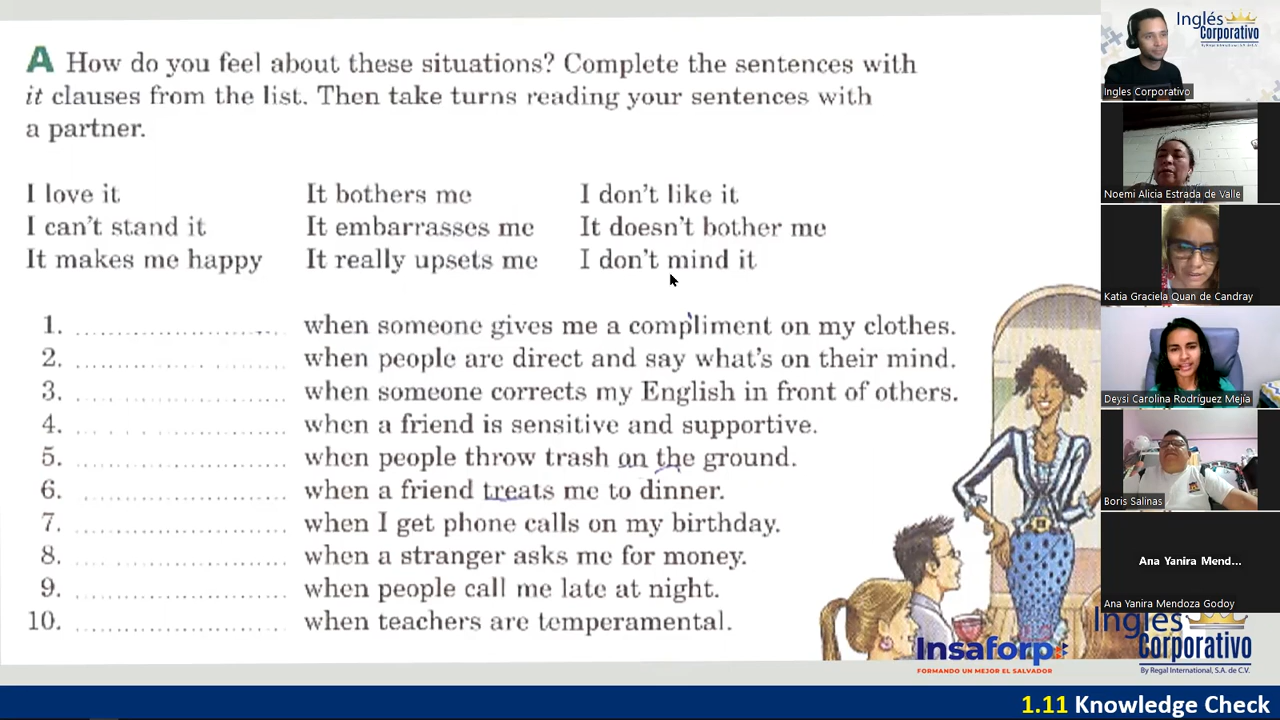 A How do you feel about these situations? Complete the sentences with
it clauses from the list. Then take turns reading your sentences with
a partner.
I love it It bothers me I don't like it
I can't stand it It embarrasses me It doesn't bother me
It makes me happy It really upsets me I don't mind it
1. when someone gives me a compliment on my clothes.
2. when people are direct and say what's on their mind.
3. when someone corrects my English in front of others.
4. when a friend is sensitive and supportive.
5. when people throw trash on the ground.
6. when a friend treats me to dinner.
7. when I get phone calls on my birthday.
8. when a stranger asks me for money.
9. when people call me late at night.
10. when teachers are temperamental.
Inglés
Corporativo
Ingles Corporativo
Noemi Alicia Estrada de Valle
Katia Graciela Quan de Candray
Deysi Carolina Rodríguez Mejía
Boris Salinas
Ana Yanira Mend...
Ana Yanira Mendoza Godoy
Insaforp
FORMANDO UN MEJOR EL SALVADOR
Inglés
Corporativo
By Regal International, S.A. de C.V.
1.11 Knowledge Check